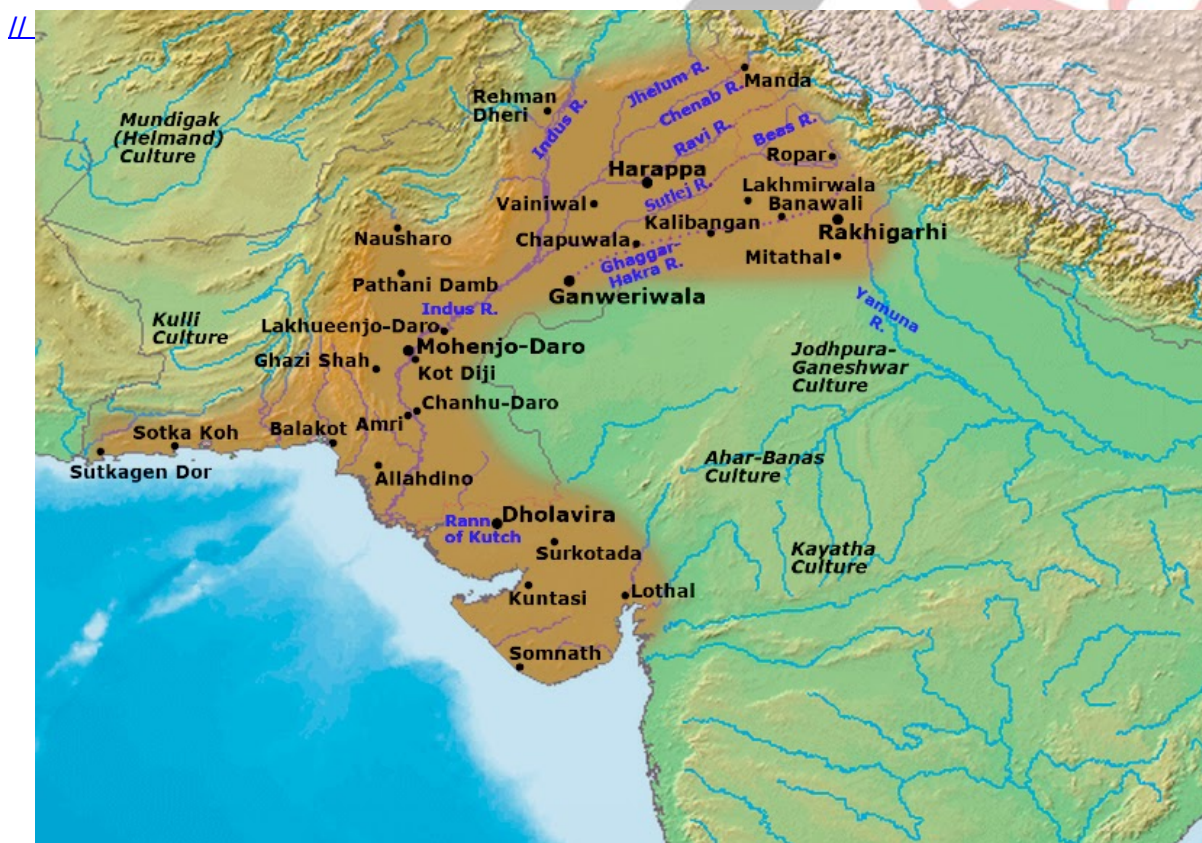 //
Mundigak
(Helmand)
Culture
Rehman
Dheri
Indus R.
Jhelum R.
Chenab R.
Manda
Ravi R.
Beas R.
Ropar
Harappa
Sutlej R.
Lakhmirwala
Banawali
Vainiwal
Kalibangan
Rakhigarhi
Nausharo
Chapuwala
Ghaggar-
Hakra R.
Mitathal
Pathani Damb
Ganweriwala
Indus R.
Yamuna
R.
Kulli
Culture
Lakhueenjo-Daro
Mohenjo-Daro
Ghazi Shah
Kot Diji
Jodhpura-
Ganeshwar
Culture
Chanhu-Daro
Amri
Balakot
Sotka Koh
Sutkagen Dor
Allahdino
Ahar-Banas
Culture
Rann
of Kutch
Dholavira
Surkotada
Kayatha
Culture
Kuntasi
Lothal
Somnath